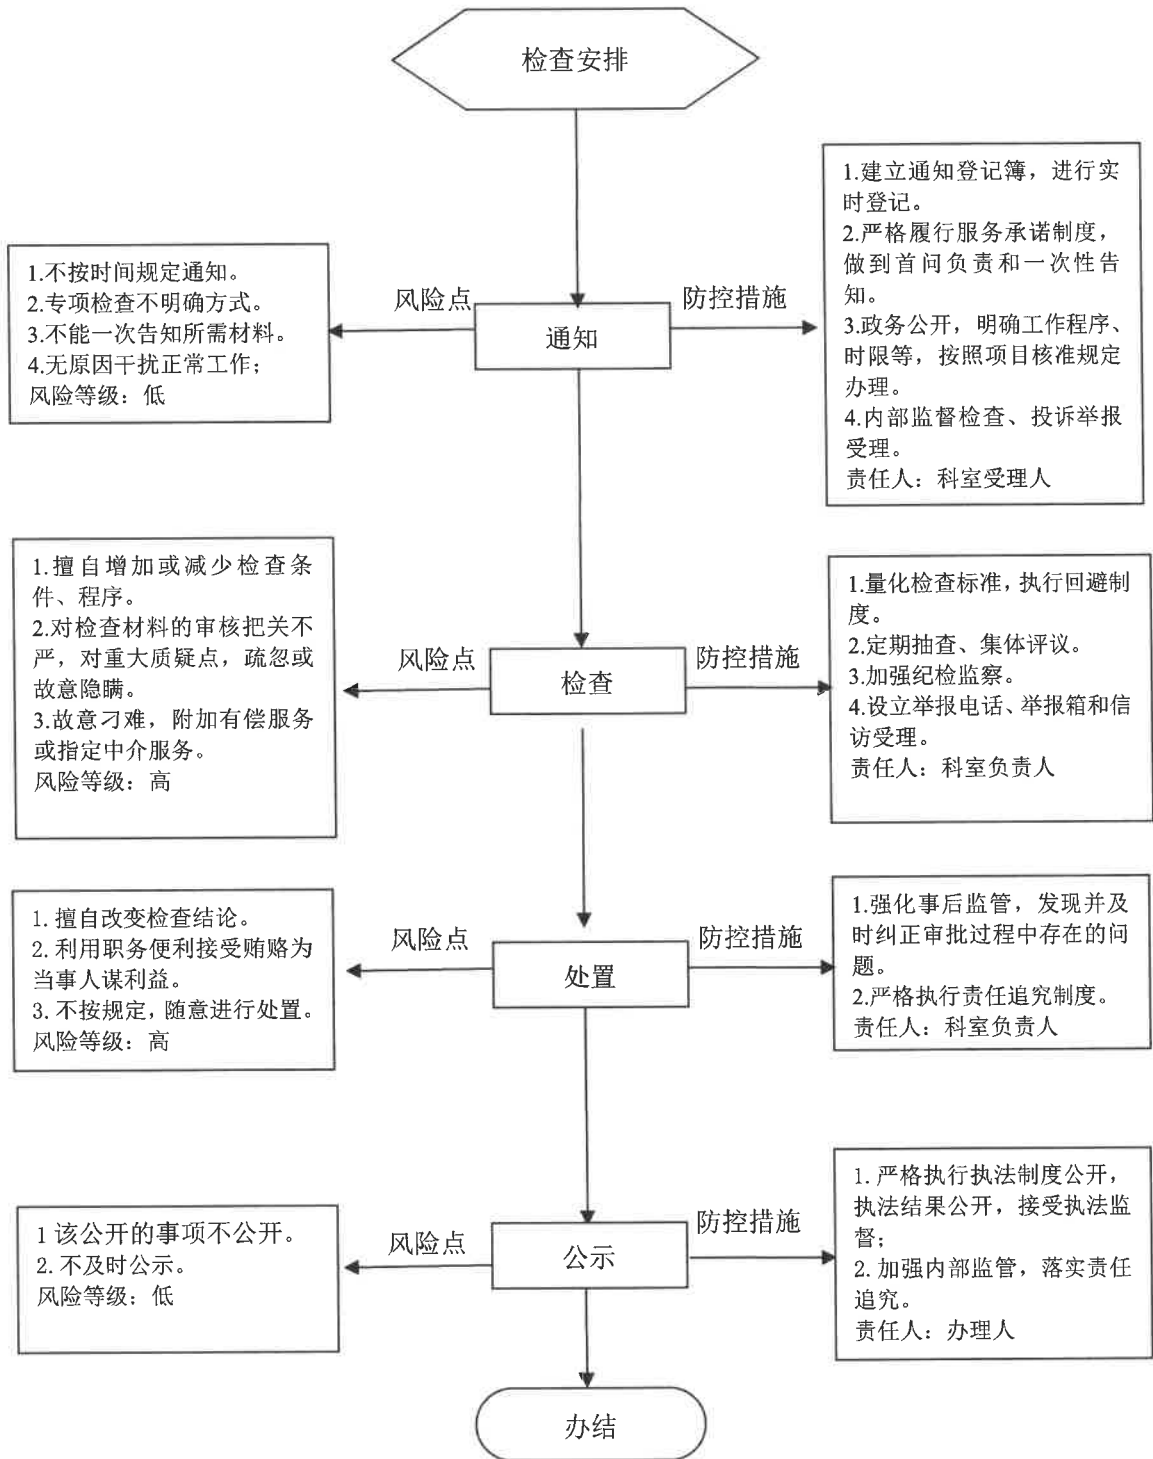 检查安排
1.不按时间规定通知。
2.专项检查不明确方式。
3.不能一次告知所需材料。
4.无原因干扰正常工作；
风险等级：低
风险点
通知
防控措施
1.建立通知登记簿，进行实
时登记。
2.严格履行服务承诺制度，
做到首问负责和一次性告
知。
3.政务公开，明确工作程序、
时限等，按照项目核准规定
办理。
4.内部监督检查、投诉举报
受理。
责任人：科室受理人
1.擅自增加或减少检查条
件、程序。
2.对检查材料的审核把关不
严，对重大质疑点，疏忽或
故意隐瞒。
3.故意刁难，附加有偿服务
或指定中介服务。
风险等级：高
风险点
检查
防控措施
1.量化检查标准，执行回避制
度。
2.定期抽查、集体评议。
3.加强纪检监察。
4.设立举报电话、举报箱和信
访受理。
责任人：科室负责人
1. 擅自改变检查结论。
2. 利用职务便利接受贿赂为
当事人谋利益。
3. 不按规定，随意进行处置。
风险等级：高
风险点
处置
防控措施
1.强化事后监管，发现并及
时纠正审批过程中存在的问
题。
2.严格执行责任追究制度。
责任人：科室负责人
1 该公开的事项不公开。
2. 不及时公示。
风险等级：低
风险点
公示
防控措施
1. 严格执行执法制度公开，
执法结果公开，接受执法监
督；
2. 加强内部监管，落实责任
追究。
责任人：办理人
办结